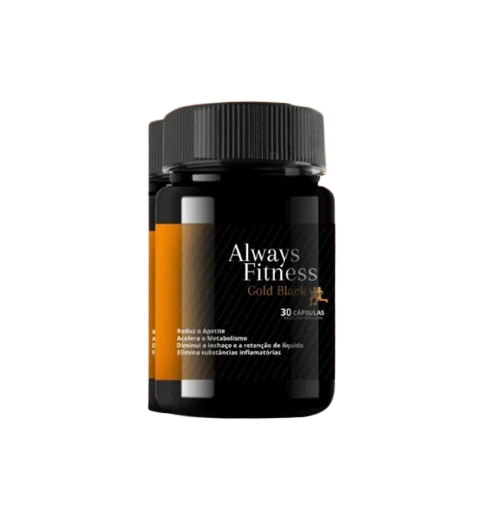 Always
Fitness
Gold Black
30 CÁPSULAS
Reduz o Apetite
Acelera o Metabolismo
Diminui o inchaço e a retenção de líquido
Elimina substâncias inflamatórias